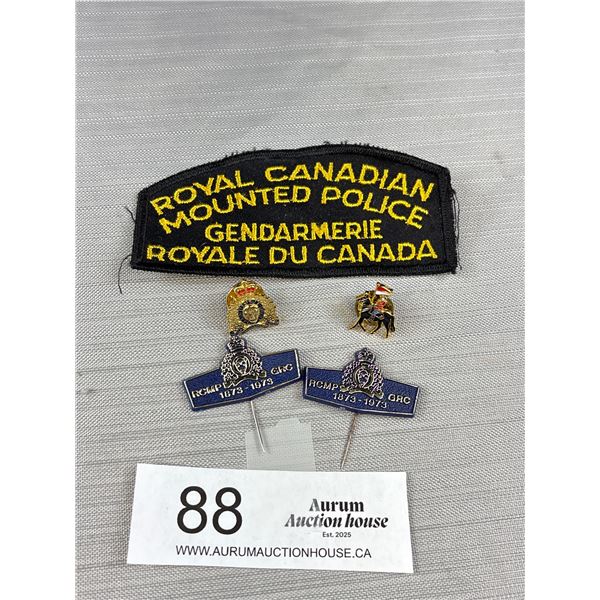 ROYAL CANADIAN
MOUNTED POLICE
GENDARMERIE
ROYALE DU CANADA
RCMP GRC
1873-1973
RCMP GRC
1873-1973
88
Aurum
Auction house
Est. 2025
WWW.AURUMAUCTIONHOUSE.CA